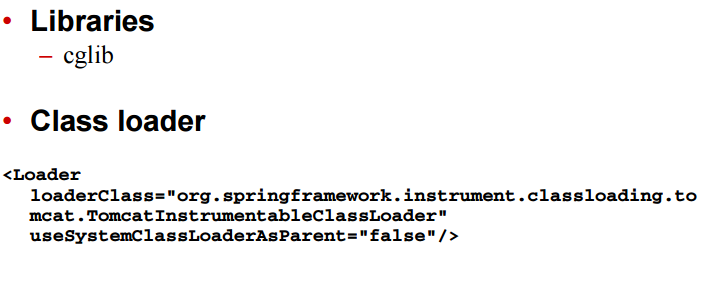 • Libraries
– cglib
• Class loader
<Loader
loaderClass="org.springframework.instrument.classloading.to
mcat.TomcatInstrumentableClassLoader"
useSystemClassLoaderAsParent="false"/>